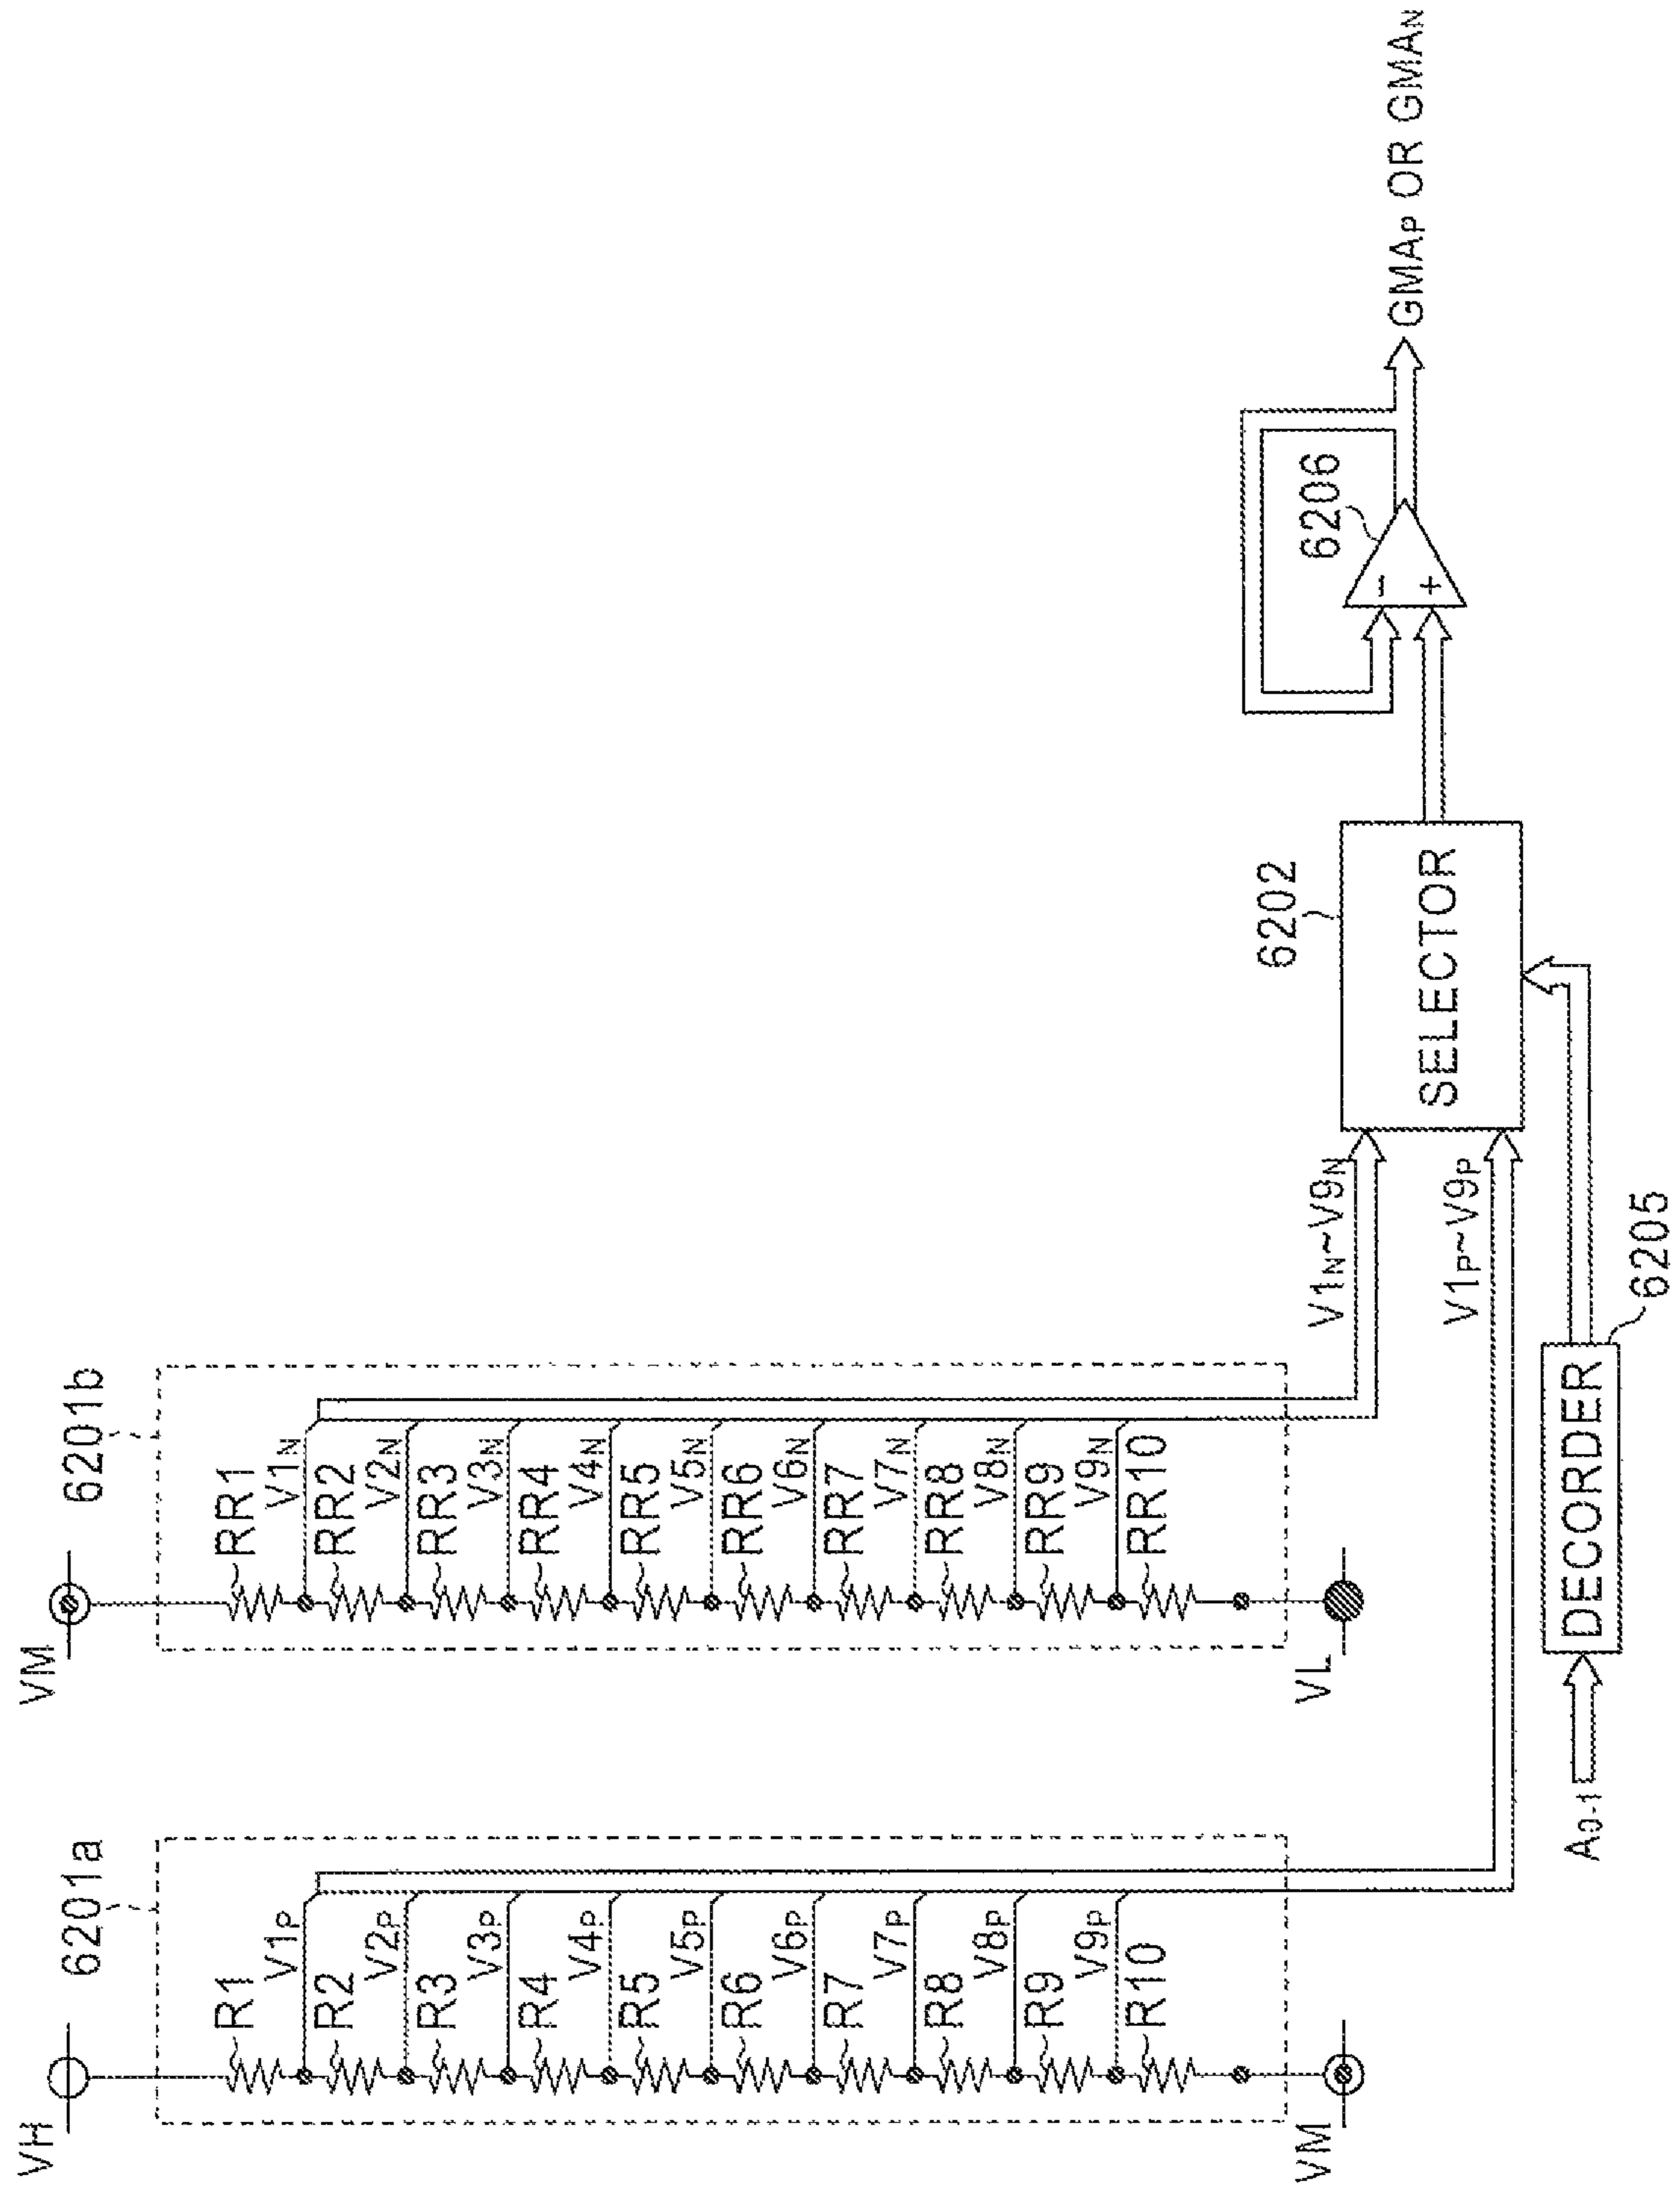 VH
6201a
R1
V1P
R2
V2P
R3
V3P
R4
V4P
R5
V5P
R6
V6P
R7
V7P
R8
V8P
R9
V9P
R10
VM
VM
6201b
RR1
V1N
RR2
V2N
RR3
V3N
RR4
V4N
RR5
V5N
RR6
V6N
RR7
V7N
RR8
V8N
RR9
V9N
RR10
VL
V1N~V9N
V1P~V9P
A0-1
DECORDER
6205
6202
SELECTOR
6206
-
+
GMAP OR GMAN